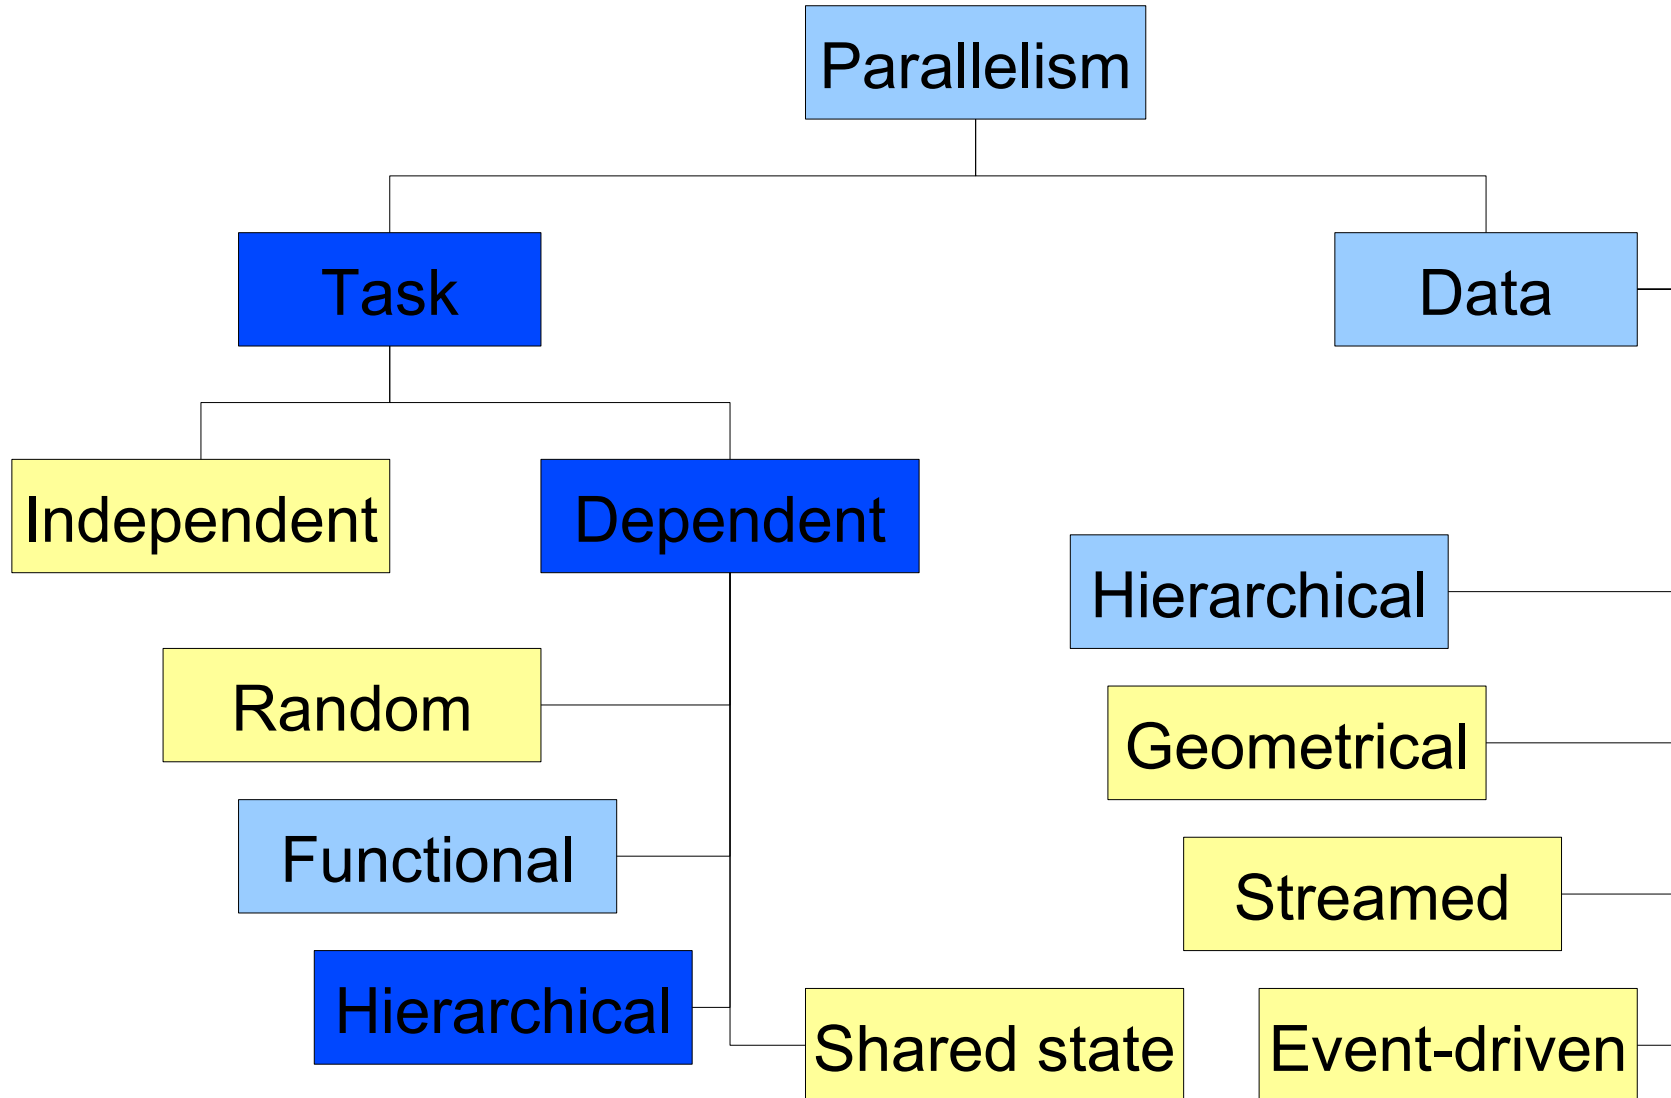 Parallelism
Task
Data
Independent
Dependent
Hierarchical
Random
Geometrical
Functional
Streamed
Hierarchical
Shared state
Event-driven